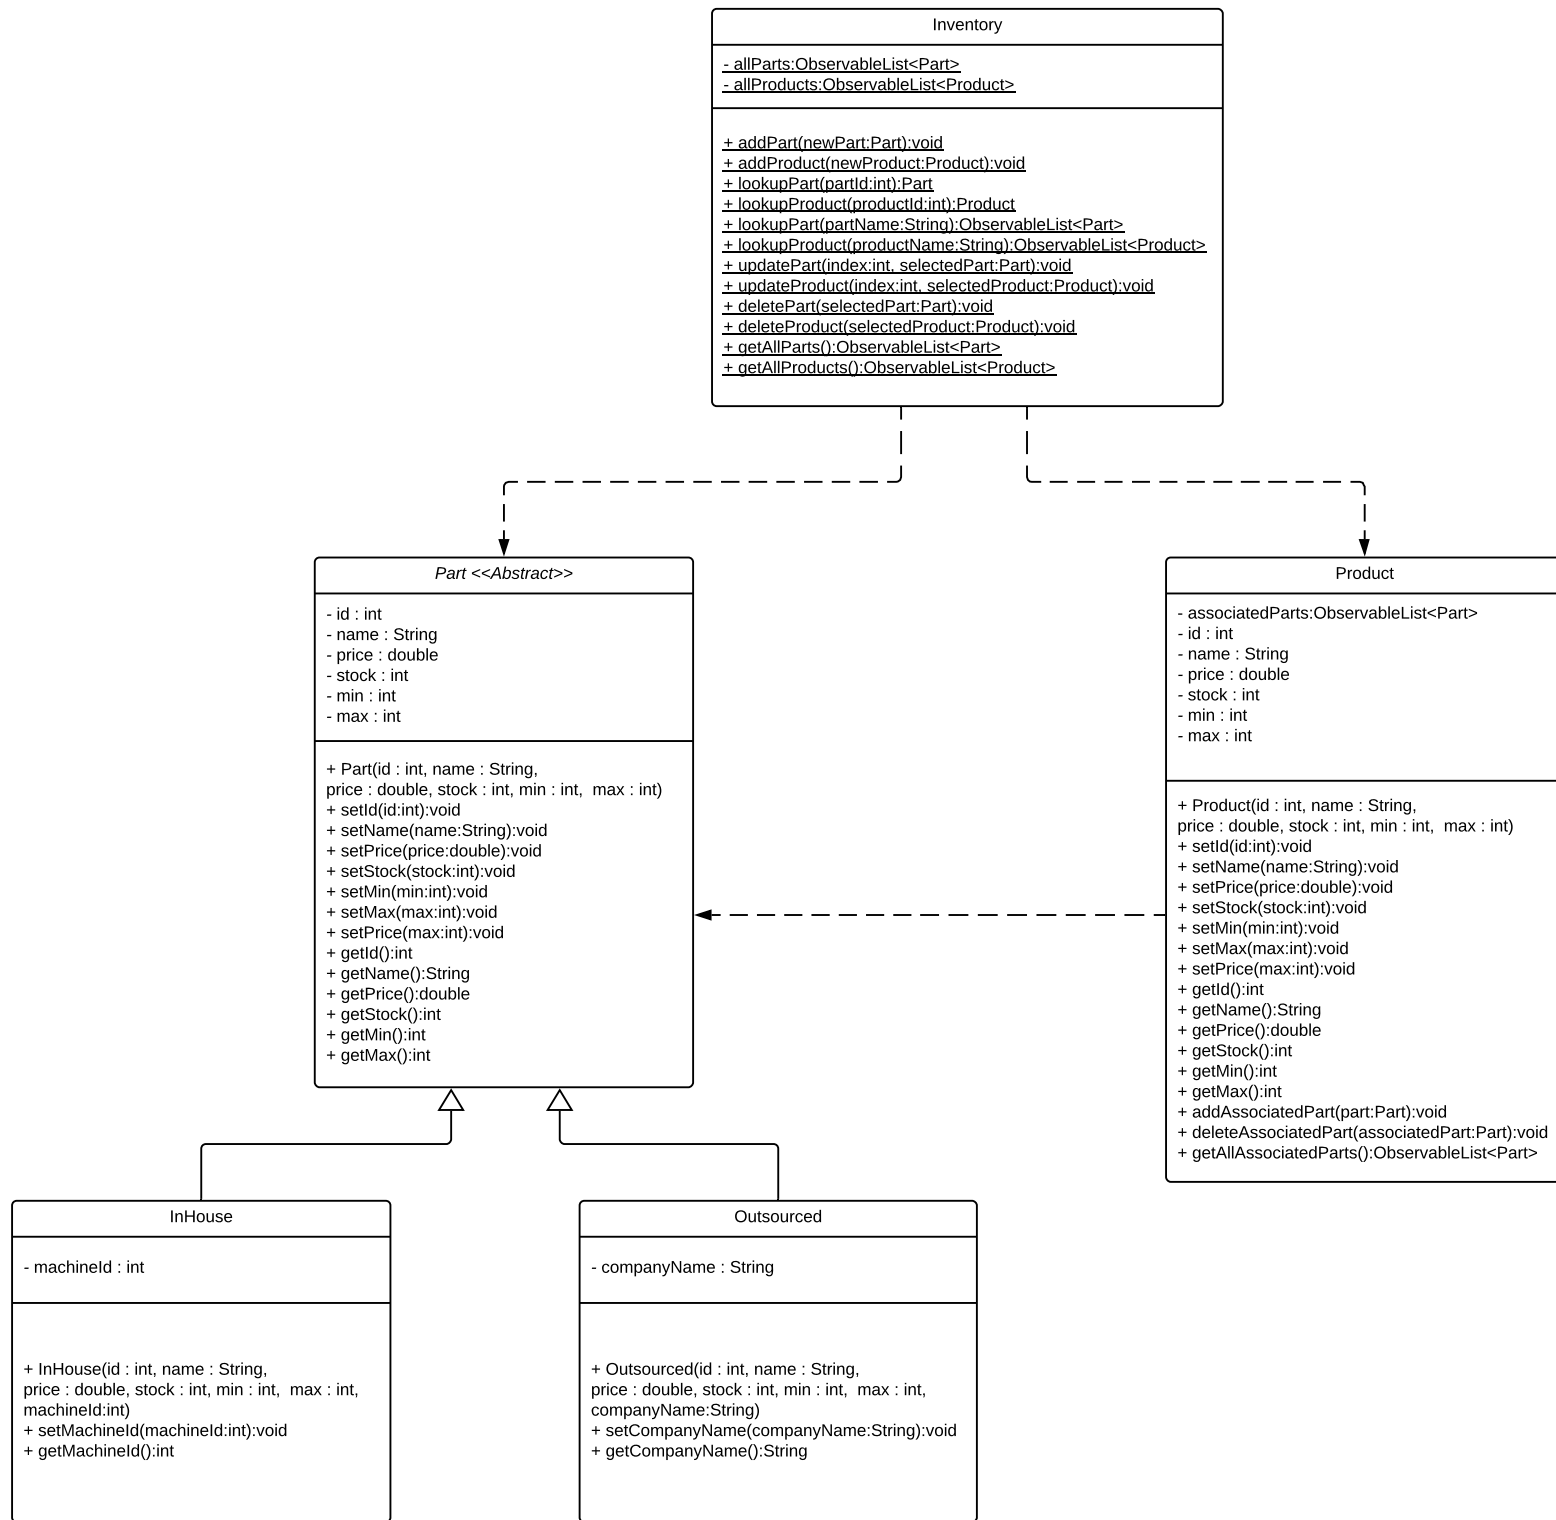 Inventory
- allParts:ObservableList<Part>
- allProducts:ObservableList<Product>
+ addPart(newPart:Part):void
+ addProduct(newProduct:Product):void
+ lookupPart(partId:int):Part
+ lookupProduct(productId:int):Product
+ lookupPart(partName:String):ObservableList<Part>
+ lookupProduct(productName:String):ObservableList<Product>
+ updatePart(index:int, selectedPart:Part):void
+ updateProduct(index:int, selectedProduct:Product):void
+ deletePart(selectedPart:Part):void
+ deleteProduct(selectedProduct:Product):void
+ getAllParts():ObservableList<Part>
+ getAllProducts():ObservableList<Product>
Part <<Abstract>>
- id : int
- name : String
- price : double
- stock : int
- min : int
- max : int
+ Part(id : int, name : String,
price : double, stock : int, min : int,  max : int)
+ setId(id:int):void
+ setName(name:String):void
+ setPrice(price:double):void
+ setStock(stock:int):void
+ setMin(min:int):void
+ setMax(max:int):void
+ setPrice(max:int):void
+ getId():int
+ getName():String
+ getPrice():double
+ getStock():int
+ getMin():int
+ getMax():int
Product
- associatedParts:ObservableList<Part>
- id : int
- name : String
- price : double
- stock : int
- min : int
- max : int
+ Product(id : int, name : String,
price : double, stock : int, min : int,  max : int)
+ setId(id:int):void
+ setName(name:String):void
+ setPrice(price:double):void
+ setStock(stock:int):void
+ setMin(min:int):void
+ setMax(max:int):void
+ setPrice(max:int):void
+ getId():int
+ getName():String
+ getPrice():double
+ getStock():int
+ getMin():int
+ getMax():int
+ addAssociatedPart(part:Part):void
+ deleteAssociatedPart(associatedPart:Part):void
+ getAllAssociatedParts():ObservableList<Part>
InHouse
- machineId : int
+ InHouse(id : int, name : String,
price : double, stock : int, min : int,  max : int,
machineId:int)
+ setMachineId(machineId:int):void
+ getMachineId():int
Outsourced
- companyName : String
+ Outsourced(id : int, name : String,
price : double, stock : int, min : int,  max : int,
companyName:String)
+ setCompanyName(companyName:String):void
+ getCompanyName():String